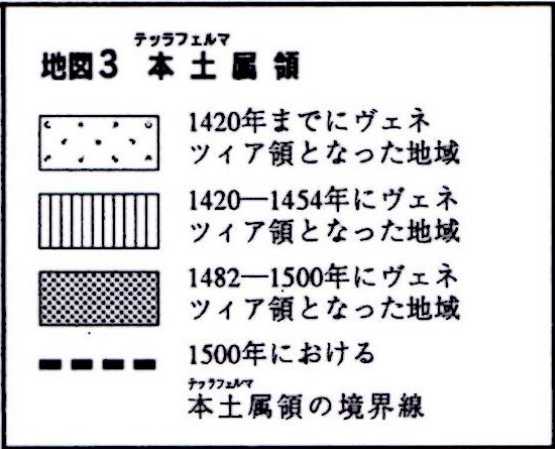 テッラフェルマ
地図3 本土属領
1420年までにヴェネ
ツィア領となった地域
1420—1454年にヴェネ
ツィア領となった地域
1482—1500年にヴェネ
ツィア領となった地域
1500年における
テッラフェルマ
本土属領の境界線